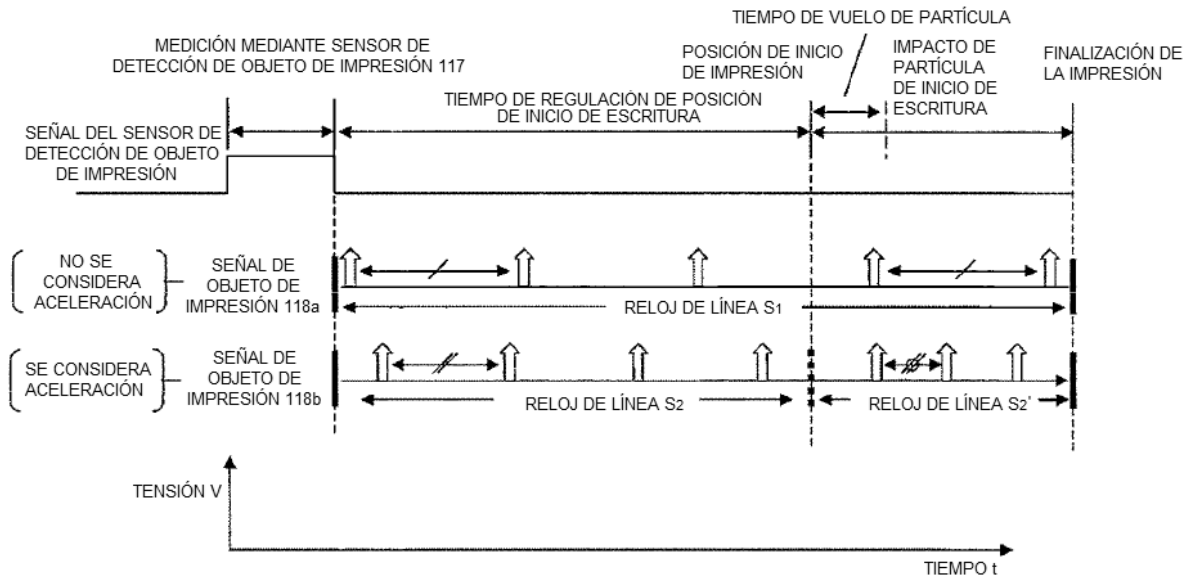 TIEMPO DE VUELO DE PARTÍCULA
MEDICIÓN MEDIANTE SENSOR DE
DETECCIÓN DE OBJETO DE IMPRESIÓN 117
POSICIÓN DE INICIO
DE IMPRESIÓN
IMPACTO DE
PARTÍCULA
DE INICIO DE
ESCRITURA
FINALIZACIÓN DE
LA IMPRESIÓN
TIEMPO DE REGULACIÓN DE POSICIÓN
DE INICIO DE ESCRITURA
SEÑAL DEL SENSOR DE
DETECCIÓN DE OBJETO
DE IMPRESIÓN
NO SE
CONSIDERA
ACELERACIÓN
SEÑAL DE
OBJETO DE
IMPRESIÓN 118a
RELOJ DE LÍNEA S1
SE CONSIDERA
ACELERACIÓN
SEÑAL DE
OBJETO DE
IMPRESIÓN 118b
RELOJ DE LÍNEA S2
RELOJ DE LÍNEA S2'
TENSIÓN V
TIEMPO t